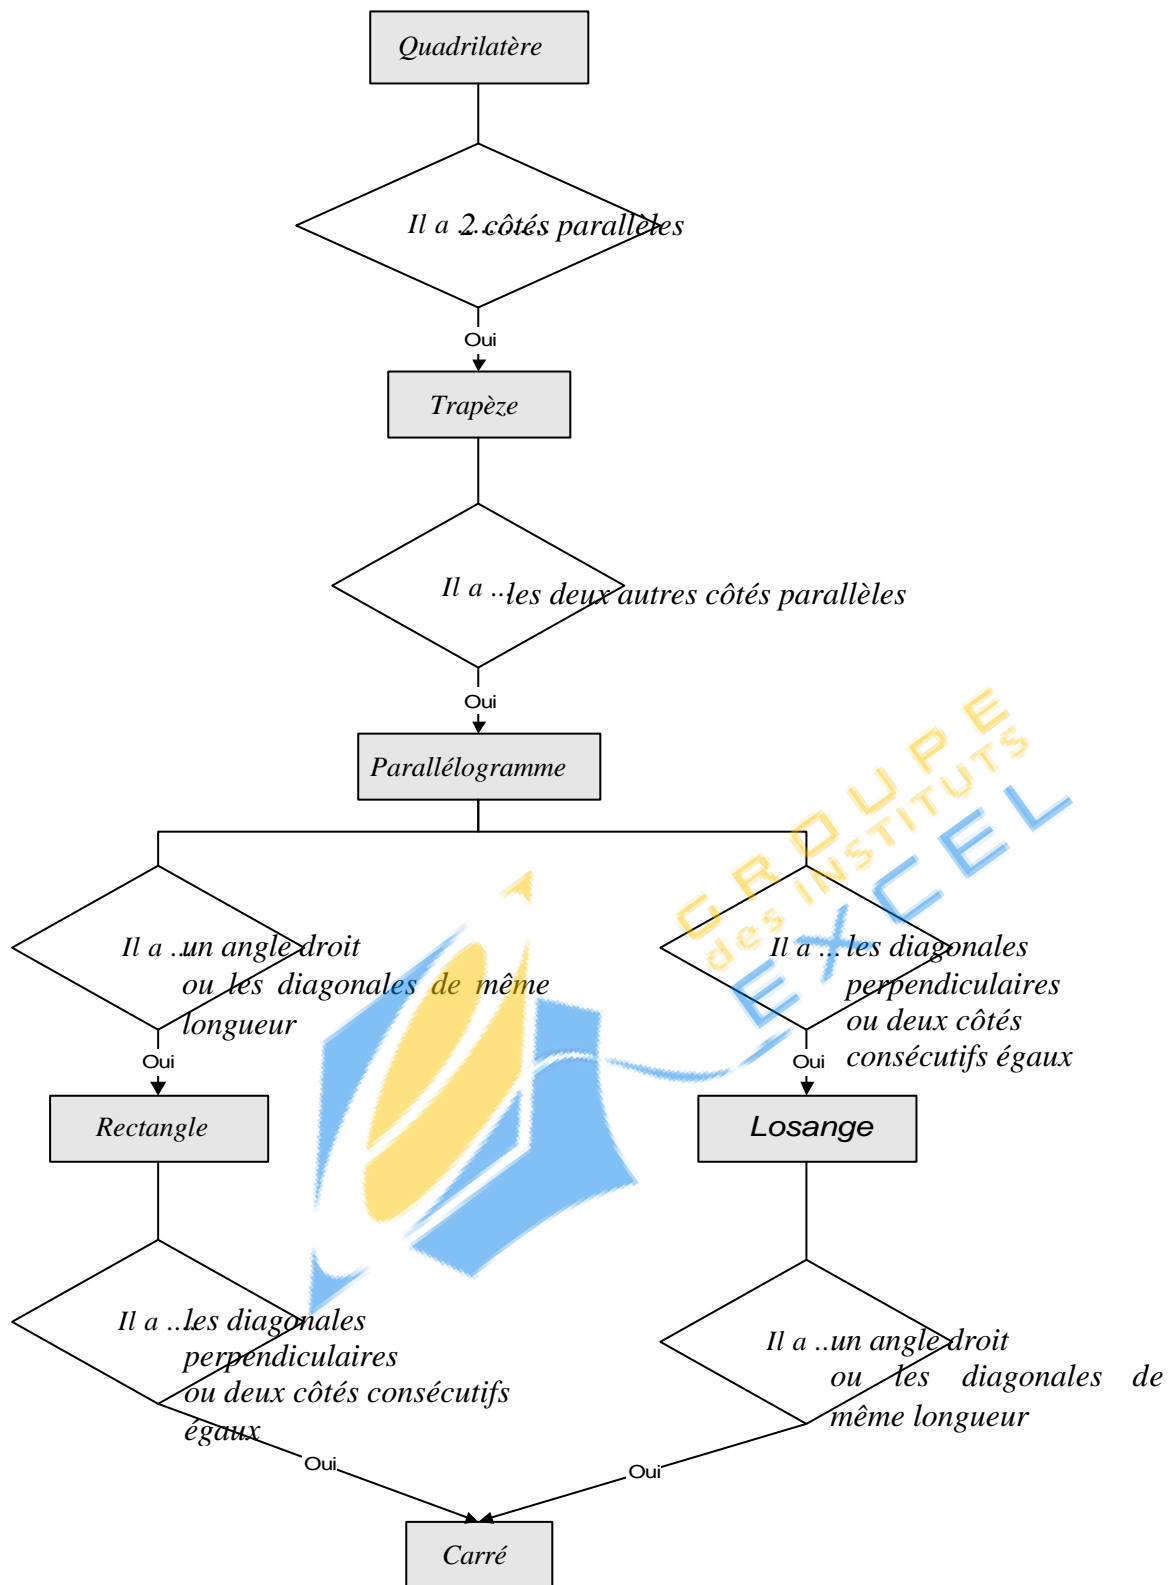 Quadrilatère
Il a ......... 2 côtés parallèles
Oui
Trapèze
Il a ... les deux autres côtés parallèles
Oui
Parallélogramme
GROUPE
des INSTITUTS
EXCEL
Il a ... un angle droit
ou les diagonales de même
longueur
Il a ... les diagonales
perpendiculaires
ou deux côtés
consécutifs égaux
Oui
Oui
Rectangle
Losange
Il a .... les diagonales
perpendiculaires
ou deux côtés consécutifs
égaux
Il a ... un angle droit
ou les diagonales de
même longueur
Oui
Oui
Carré